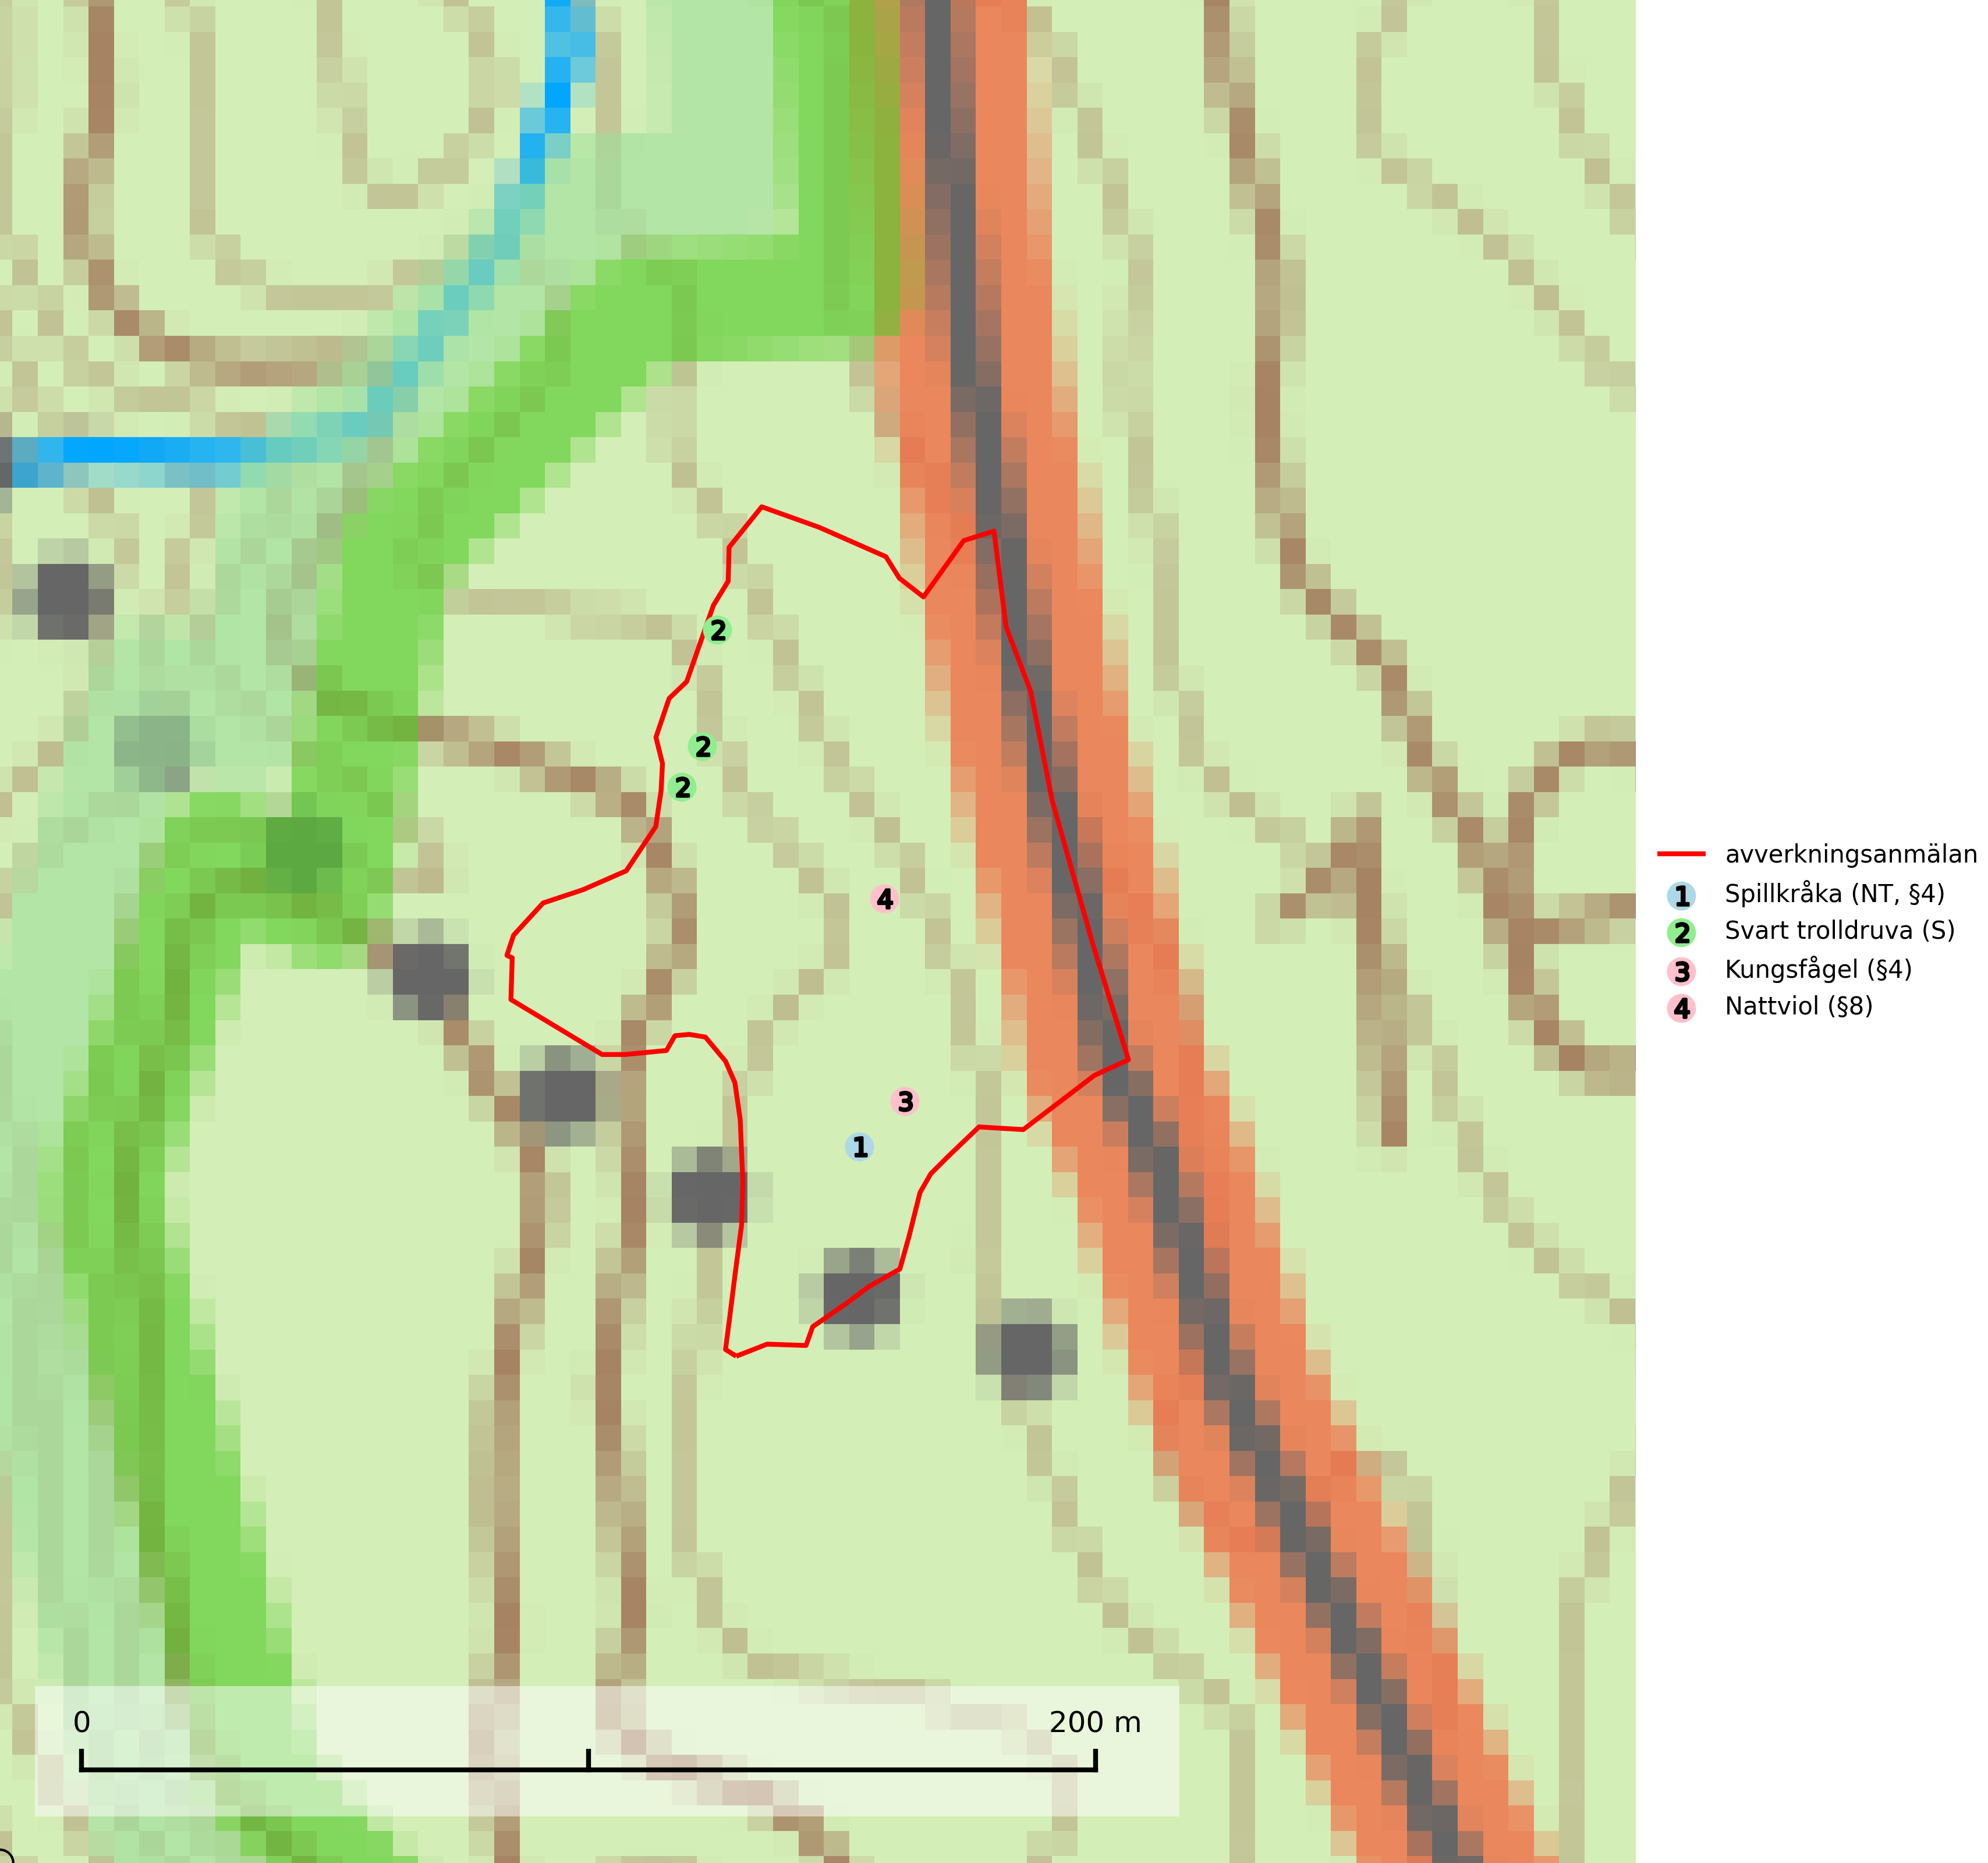 2
2
2
4
3
1
0
200 m
avverkningsanmälan
1 Spillkråka (NT, §4)
2 Svart trolldruva (S)
3 Kungsfågel (§4)
4 Nattviol (§8)